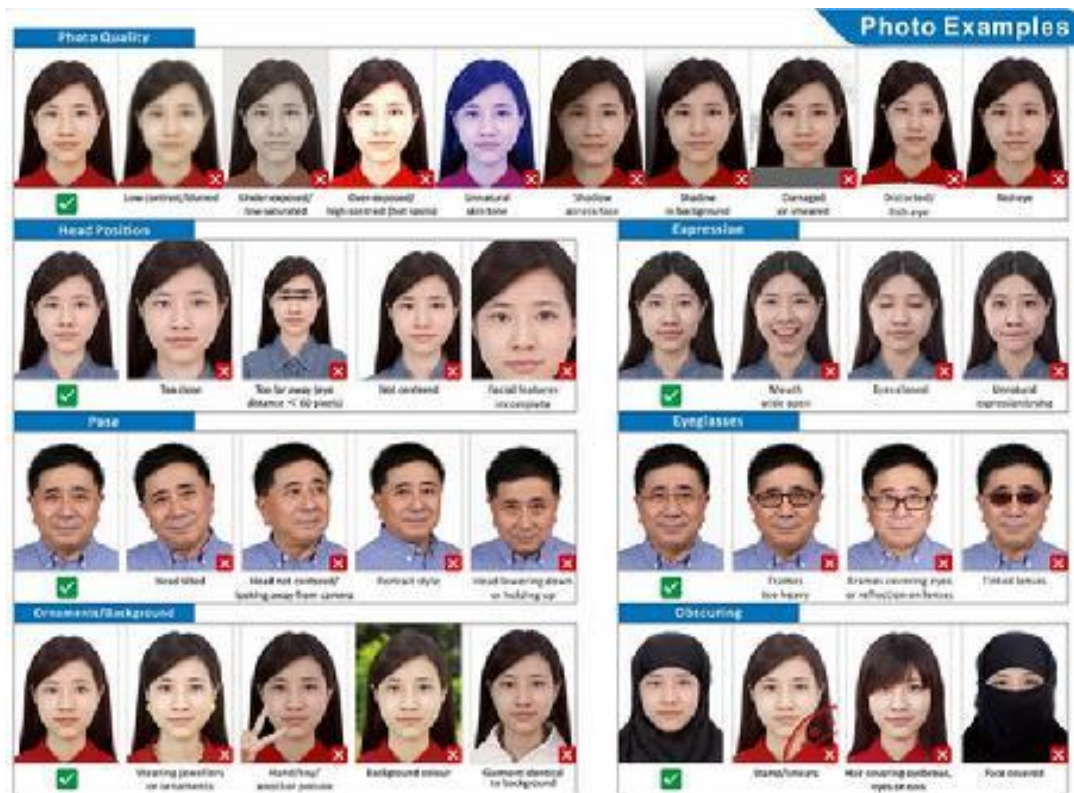 Photo Examples
Photo Quality
Low contrast/blurred
Under exposed/
low-saturated
Over-exposed/
high contrast (hot spots)
Unnatural
skin tone
Shadow
across face
Shadow
in background
Damaged
or smeared
Distorted/
fish eye
Red eye
Head Position
Too close
Too far away (eye
distance < 60 pixels)
Not centered
Facial features
incomplete
Expression
Mouth
wide open
Eyes closed
Unnatural
Pose
Head tilted
Head not centered/
looking away from camera
Portrait style
Head lowering down
or holding up
Eyeglasses
Frames
too heavy
Frames covering eyes
or reflection on lenses
Tinted lenses
Ornaments/Background
Wearing jewellery
or ornaments
Hand/toy/
another person
Background colour
Garment identical
to background
Obscuring
Stains/smears
Hair covering eyebrows,
eyes or ears
Face covered